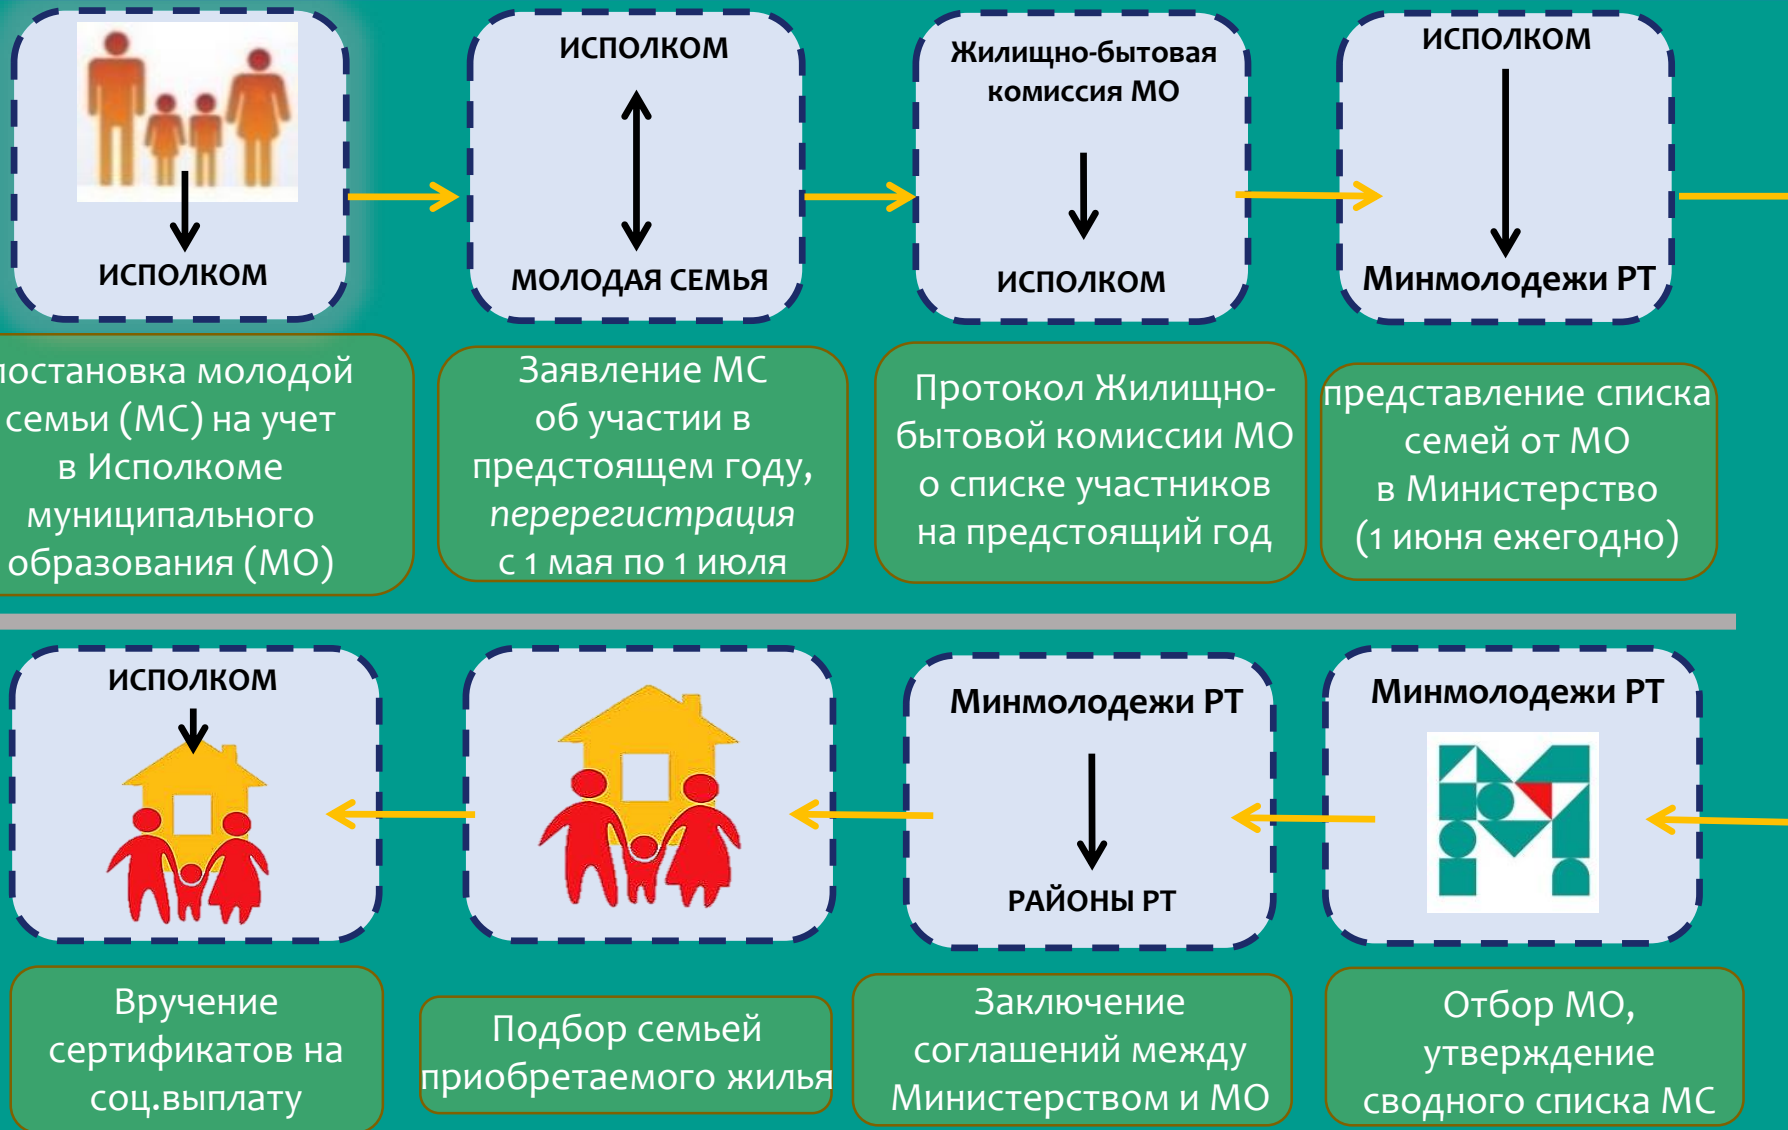 ИСПОЛКОМ
постановка молодой
семьи (МС) на учет
в Исполкоме
муниципального
образования (МО)
ИСПОЛКОМ
МОЛОДАЯ СЕМЬЯ
Заявление МС
об участии в
предстоящем году,
перерегистрация
с 1 мая по 1 июля
Жилищно-бытовая
комиссия МО
ИСПОЛКОМ
Протокол Жилищно-
бытовой комиссии МО
о списке участников
на предстоящий год
ИСПОЛКОМ
Минмолодежи РТ
представление списка
семей от МО
в Министерство
(1 июня ежегодно)
Минмолодежи РТ
Отбор МО,
утверждение
сводного списка МС
Минмолодежи РТ
РАЙОНЫ РТ
Заключение
соглашений между
Министерством и МО
Подбор семьей
приобретаемого жилья
ИСПОЛКОМ
Вручение
сертификатов на
соц.выплату